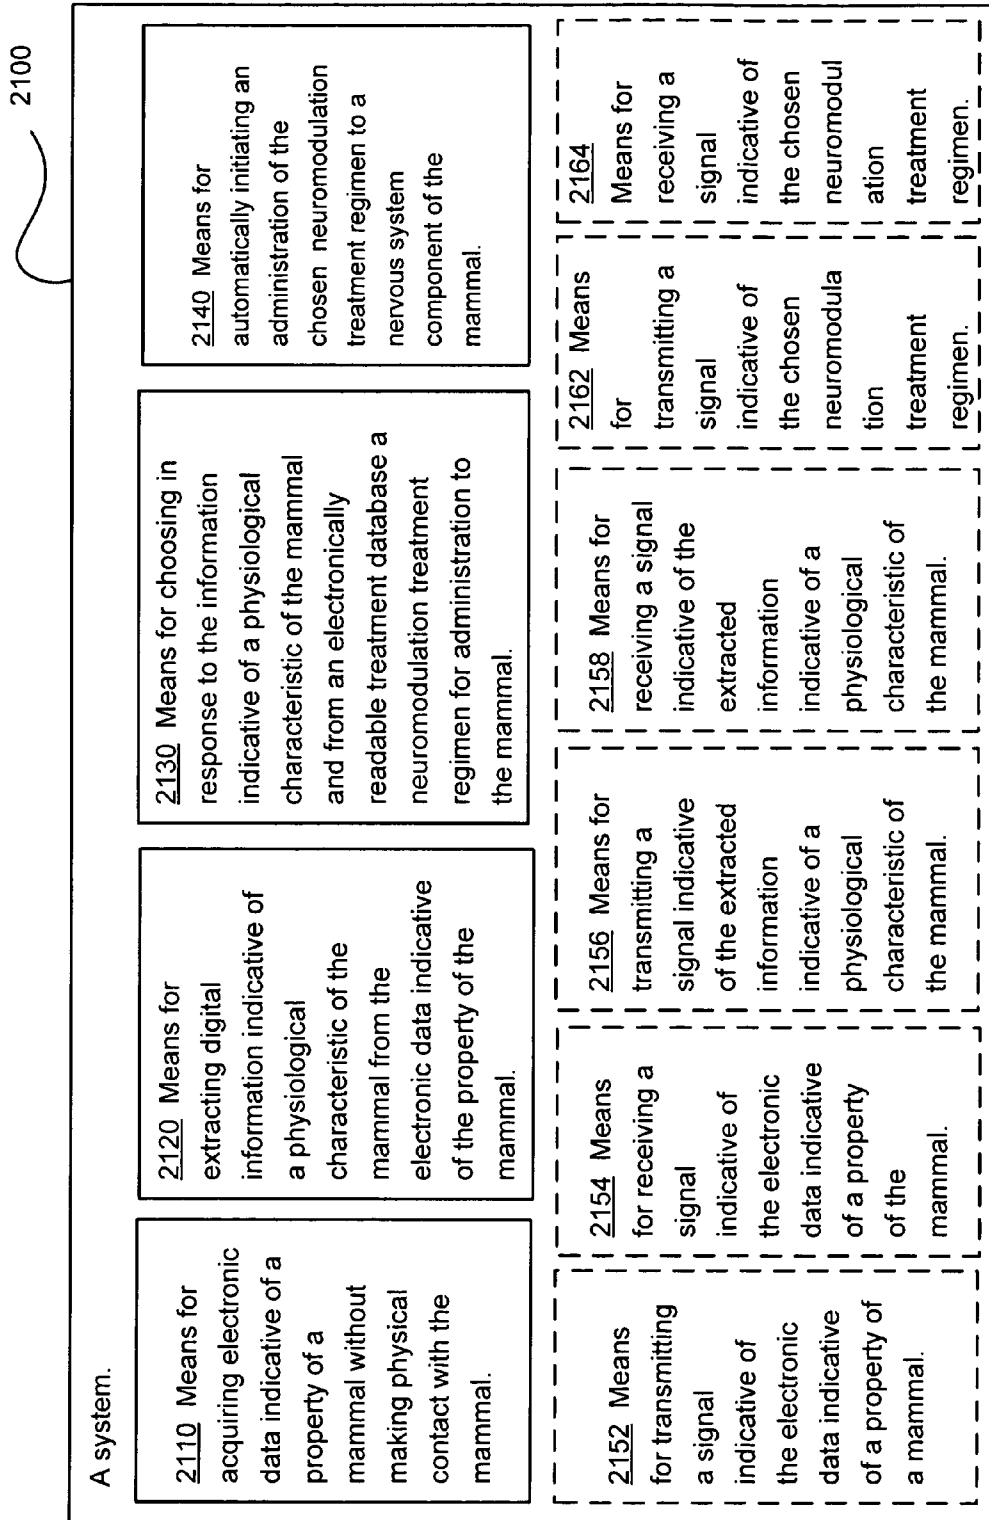 2100
A system.
2110 Means for
acquiring electronic
data indicative of a
property of a
mammal without
making physical
contact with the
mammal.
2120 Means for
extracting digital
information indicative of
a physiological
characteristic of the
mammal from the
electronic data indicative
of the property of the
mammal.
2130 Means for choosing in
response to the information
indicative of a physiological
characteristic of the mammal
and from an electronically
readable treatment database a
neuromodulation treatment
regimen for administration to
the mammal.
2140 Means for
automatically initiating an
administration of the
chosen neuromodulation
treatment regimen to a
nervous system
component of the
mammal.
2152 Means
for transmitting
a signal
indicative of
the electronic
data indicative
of a property of
a mammal.
2154 Means
for receiving a
signal
indicative of
the electronic
data indicative
of a property
of the
mammal.
2156 Means for
transmitting a
signal indicative
of the extracted
information
indicative of a
physiological
characteristic of
the mammal.
2158 Means for
receiving a signal
indicative of the
extracted
information
indicative of a
physiological
characteristic of
the mammal.
2162 Means
for
transmitting a
signal
indicative of
the chosen
neuromodula
tion
treatment
regimen.
2164
Means for
receiving a
signal
indicative of
the chosen
neuromodul
ation
treatment
regimen.